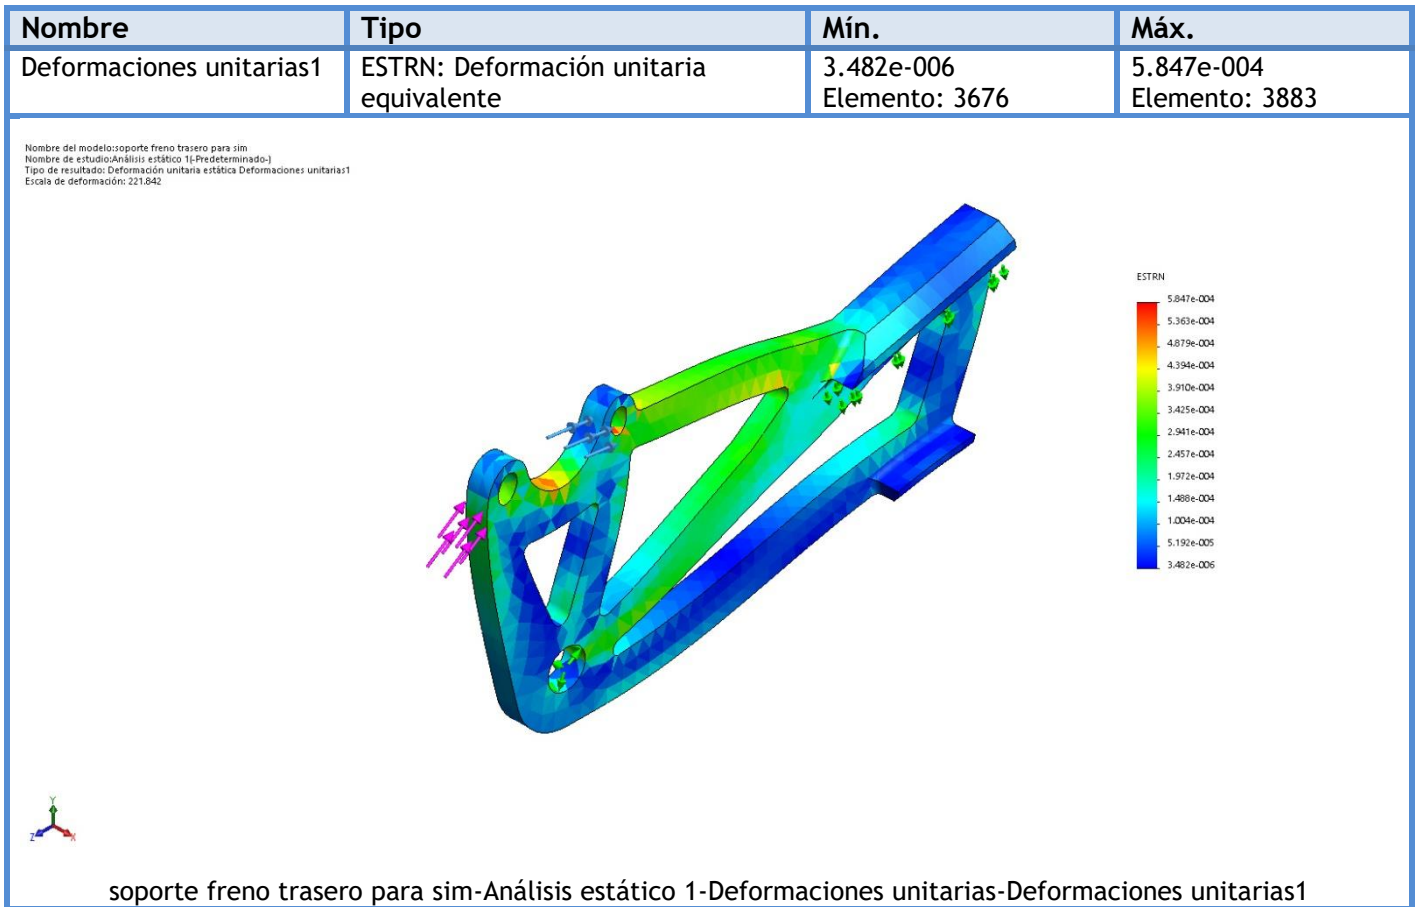 Nombre Tipo Mín. Máx.
Deformaciones unitarias1 ESTRN: Deformación unitaria 3.482e-006 5.847e-004
equivalente Elemento: 3676 Elemento: 3883
Nombre del modelo:soporte freno trasero para sim
Nombre de estudio:Análisis estático 1(-Predeterminado-)
Tipo de resultado: Deformación unitaria estática Deformaciones unitarias1
Escala de deformación: 221.842
ESTRN
5.847e-004
5.363e-004
4.879e-004
4.394e-004
3.910e-004
3.425e-004
2.941e-004
2.457e-004
1.972e-004
1.488e-004
1.004e-004
5.192e-005
3.482e-006
Y
Z X
soporte freno trasero para sim-Análisis estático 1-Deformaciones unitarias-Deformaciones unitarias1